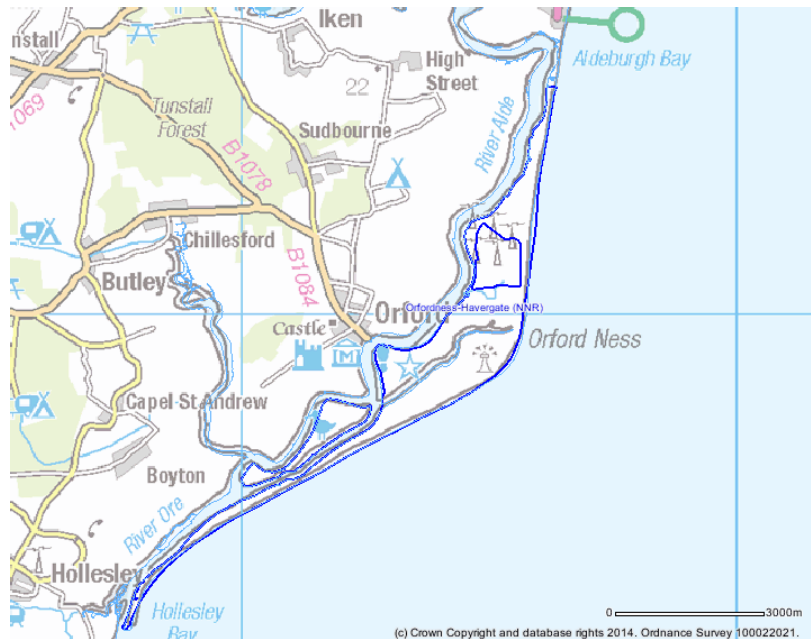 Iken
nstall
High
Street
Aldeburgh Bay
1069
22
Tunstall
Forest
B1078
Sudbourne
River Alde
Chillesford
B1084
Butley
Orfordness-Havergate (NNR)
Orford
Castle
M
Orford Ness
Capel St Andrew
Boyton
River Ore
Hollesley
Hollesley
Bay
0 3000m
(c) Crown Copyright and database rights 2014. Ordnance Survey 100022021.